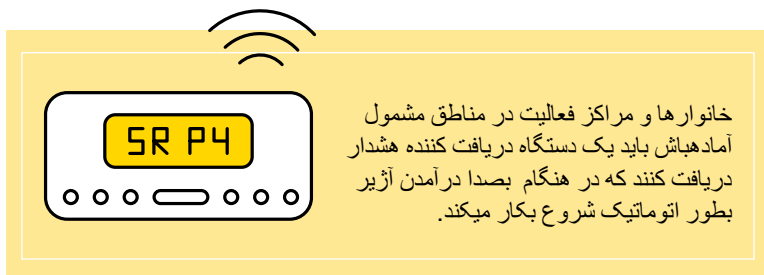 SR P4
خانوارها و مراکز فعالیت در مناطق مشمول
آمادهباش باید یک دستگاه دریافت کننده هشدار
دریافت کنند که در هنگام بصدا درآمدن آژیر
بطور اتوماتیک شروع بکار میکند.